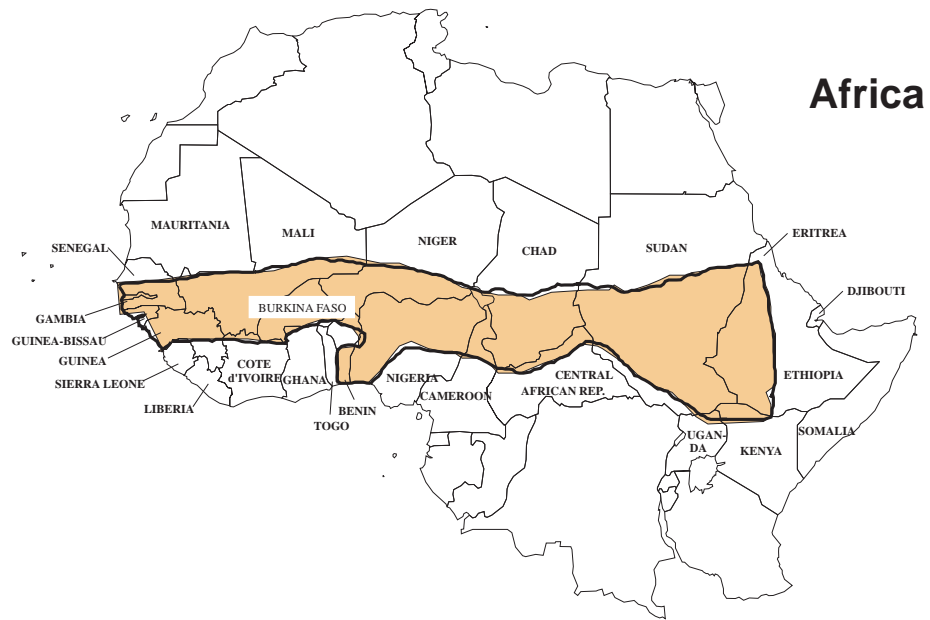 Africa
MAURITANIA
MALI
NIGER
CHAD
SUDAN
ERITREA
SENEGAL
DJIBOUTI
GAMBIA
BURKINA FASO
GUINEA-BISSAU
GUINEA
SIERRA LEONE
COTE
d'IVOIRE
GHANA
NIGERIA
CENTRAL
AFRICAN REP.
ETHIOPIA
LIBERIA
BENIN
CAMEROON
TOGO
UGAN-
DA
KENYA
SOMALIA